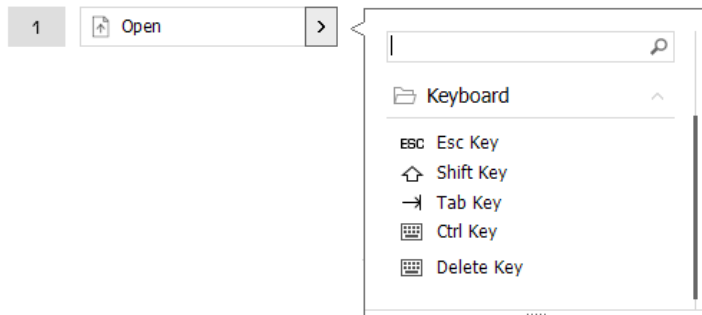 1 Open >
Keyboard
ESC Esc Key
Shift Key
Tab Key
Ctrl Key
Delete Key